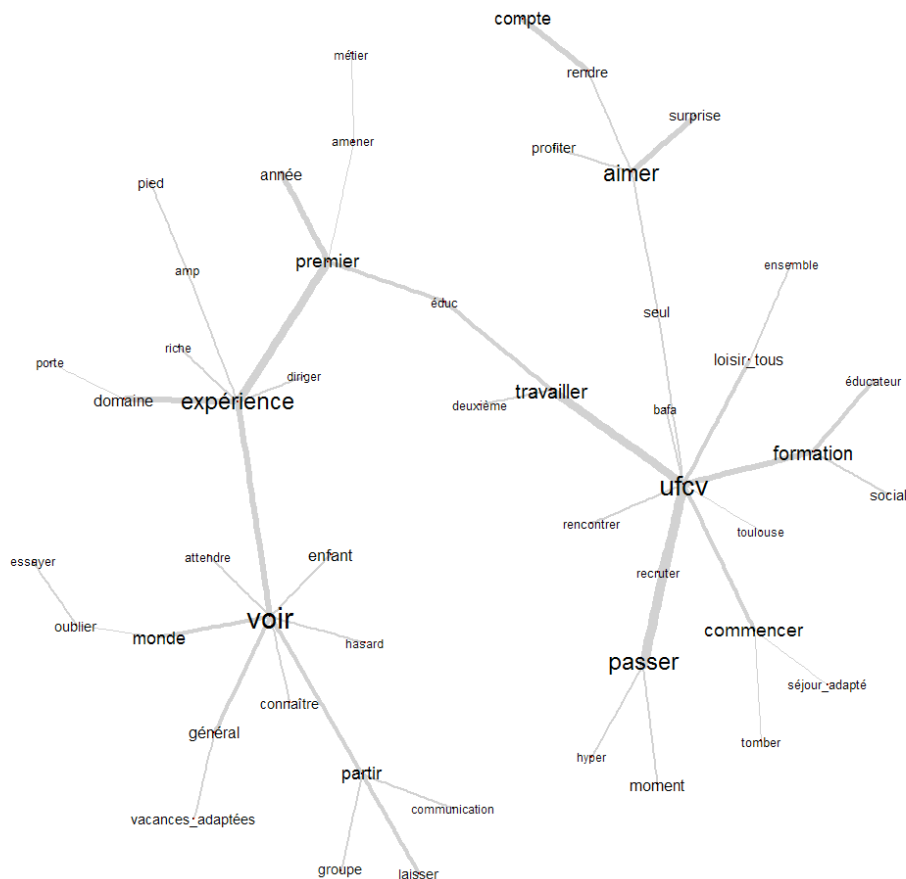 compte
métier
rendre
surprise
amener
profiter
aimer
année
pied
premier
ensemble
amp
éduc
seul
riche
loisir_tous
porte
diriger
éducateur
domaine
expérience
travailler
deuxième
bafa
formation
ufcv
social
rencontrer
toulouse
essayer
attendre
enfant
recruter
oublier
monde
voir
hasard
commencer
passer
connaître
séjour_adapté
général
hyper
tomber
partir
moment
vacances_adaptées
communication
groupe
laisser